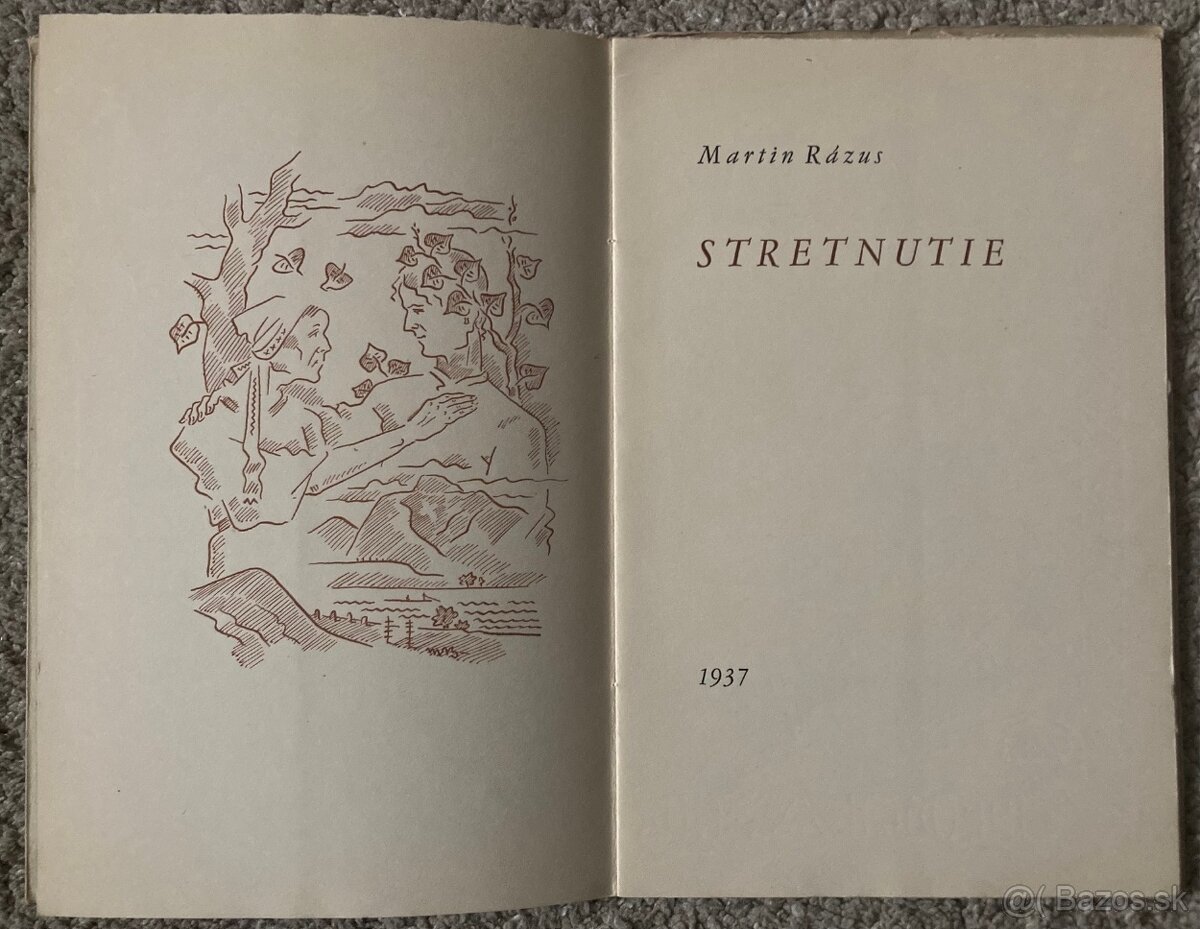 Martin Rázus
STRETNUTIE
1937
@( Bazos.sk